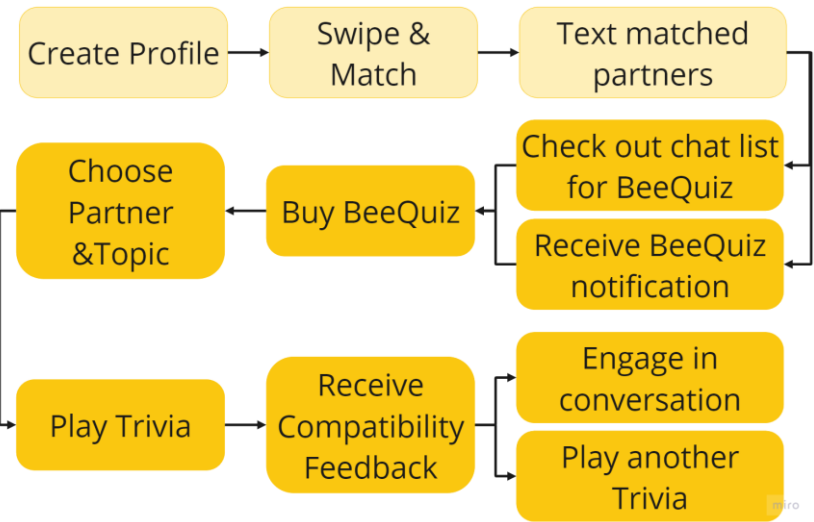 Create Profile
Swipe &
Match
Text matched
partners
Check out chat list
for BeeQuiz
Receive BeeQuiz
notification
Buy BeeQuiz
Choose
Partner
&Topic
Play Trivia
Receive
Compatibility
Feedback
Engage in
conversation
Play another
Trivia
miro